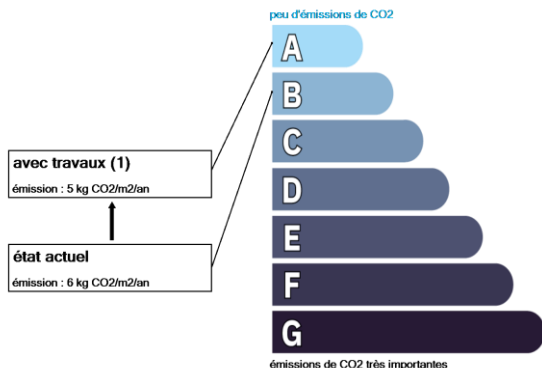 peu d'émissions de CO2
A
B
C
avec travaux (1)
émission : 5 kg CO2/m2/an
D
E
état actuel
émission : 6 kg CO2/m2/an
F
G
émissions de CO2 très importantes